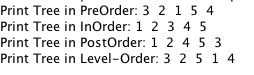 Print Tree in PreOrder: 3 2 1 5 4
Print Tree in InOrder: 1 2 3 4 5
Print Tree in PostOrder: 1 2 4 5 3
Print Tree in Level-Order: 3 2 5 1 4